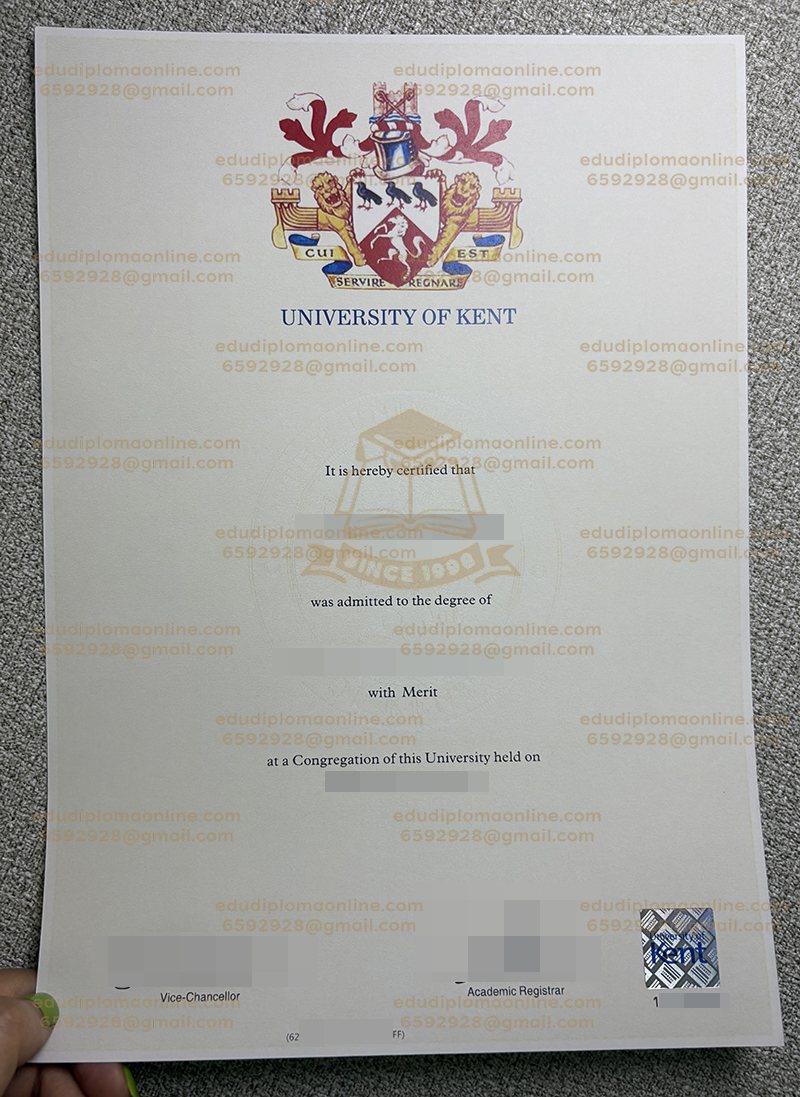 edudiplomaonline.com edudiplomaonline.com
6592928@gmail.com 6592928@gmail.com
edudiplomaonline.com edudiplomaonline.com
6592928@gmail.com 6592928@gmail.com
edudiplomaonline.com edudiplomaonline.com
CUI EST
6592928@gmail.com 6592928@gmail.com
SERVIRE REGNARE
UNIVERSITY OF KENT
edudiplomaonline.com edudiplomaonline.com
6592928@gmail.com 6592928@gmail.com
edudiplomaonline.com edudiplomaonline.com
6592928@gmail.com 6592928@gmail.com
It is hereby certified that
edudiplomaonline.com edudiplomaonline.com
6592928@gmail.com 6592928@gmail.com
SINCE 1998
was admitted to the degree of
edudiplomaonline.com edudiplomaonline.com
6592928@gmail.com 6592928@gmail.com
with Merit
edudiplomaonline.com edudiplomaonline.com
6592928@gmail.com 6592928@gmail.com
at a Congregation of this University held on
edudiplomaonline.com edudiplomaonline.com
6592928@gmail.com 6592928@gmail.com
edudiplomaonline.com edudiplomaonline.com
6592928@gmail.com 6592928@gmail.com
University of
Kent
Vice-Chancellor
Academic Registrar
1
edudiplomaonline.com edudiplomaonline.com
6592928@gmail.com 6592928@gmail.com
(62 FF)